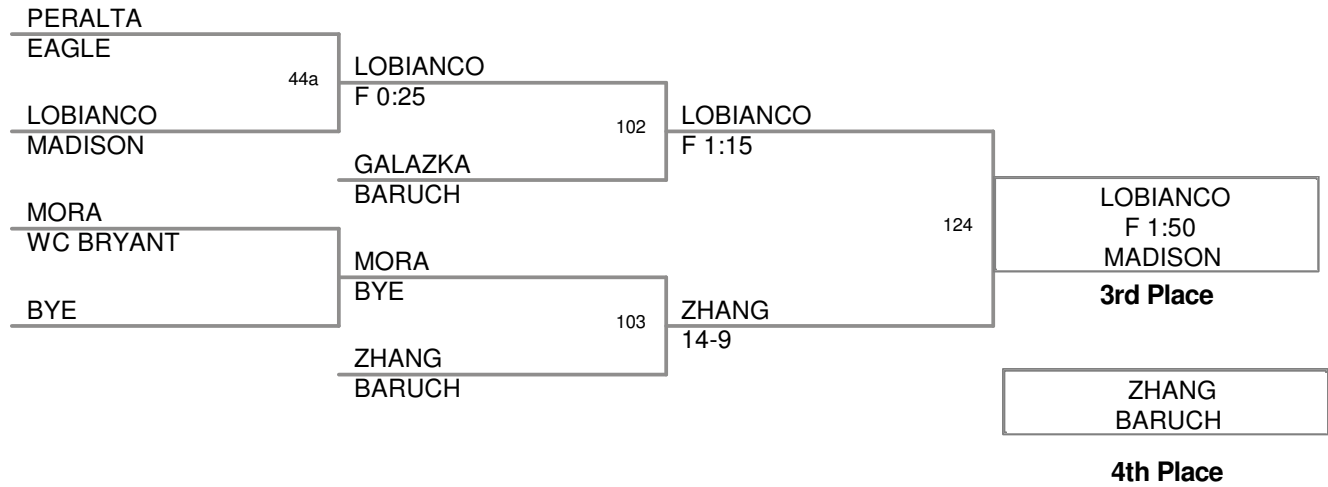 PERALTA
EAGLE
44a
LOBIANCO
F 0:25
LOBIANCO
MADISON
102
LOBIANCO
F 1:15
GALAZKA
BARUCH
MORA
WC BRYANT
124
LOBIANCO
F 1:50
MADISON
3rd Place
MORA
BYE
BYE
103
ZHANG
14-9
ZHANG
BARUCH
ZHANG
BARUCH
4th Place